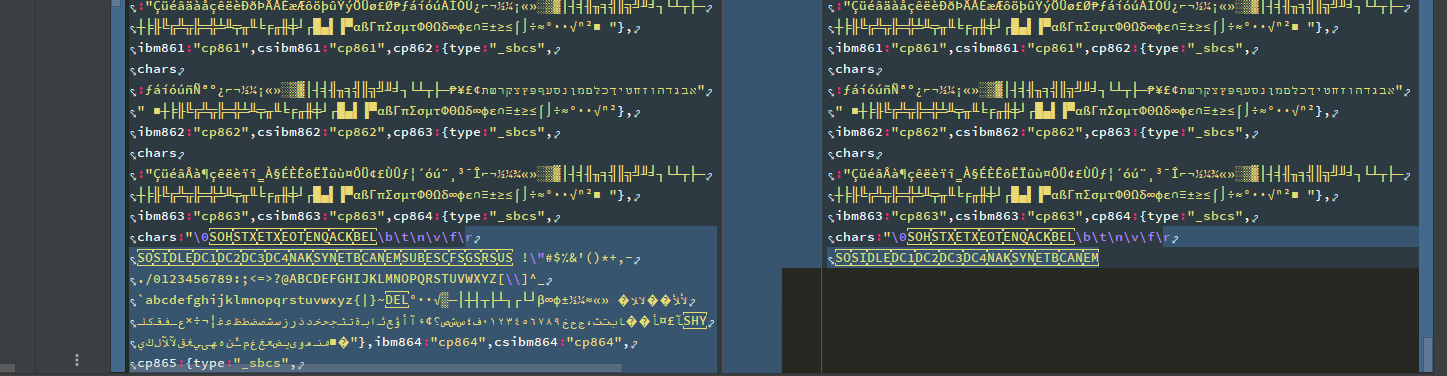 :"ÇüéâäàåçêëèÐðÞÄÅÉæÆôöþûÝýÖÜø£Ø₧ƒáíóúÁÍÓÚ¿⌐¬½¼¡«»░▒▓│┤╡╢╖╕╣║╗╝╜╛┐└┴┬├─
┼╞╟╚╔╩╦╠═╬╧╨╤╥╙╘╒╓╫╪┘┌█▄▌▐▀αßΓπΣσµτΦΘΩδ∞φε∩≡±≥≤⌠⌡÷≈°∙·√ⁿ²■ "},
ibm861:"cp861",csibm861:"cp861",cp862:{type:"_sbcs",
chars
:"אבגדהוזחטיךכלםמןנסעףפץצקרשת¢£¥₧ƒáíóúñÑªº¿⌐¬½¼¡«»░▒▓│┤╡╢╖╕╣║╗╝╜╛┐└┴┬├─
┼╞╟╚╔╩╦╠═╬╧╨╤╥╙╘╒╓╫╪┘┌█▄▌▐▀αßΓπΣσµτΦΘΩδ∞φε∩≡±≥≤⌠⌡÷≈°∙·√ⁿ²■ "},
ibm862:"cp862",csibm862:"cp862",cp863:{type:"_sbcs",
chars
:"ÇüéâÂà¶çêëèïî‗À§ÉÈÊôËÏûù¤ÔÜ¢£ÙÛƒ¦´óú¨¸³¯Î⌐¬½¼¾«»░▒▓│┤╡╢╖╕╣║╗╝╜╛┐└┴┬├─
┼╞╟╚╔╩╦╠═╬╧╨╤╥╙╘╒╓╫╪┘┌█▄▌▐▀αßΓπΣσµτΦΘΩδ∞φε∩≡±≥≤⌠⌡÷≈°∙·√ⁿ²■ "},
ibm863:"cp863",csibm863:"cp863",cp864:{type:"_sbcs",
chars:"\0SOHSTXETXEOTENQACKBEL\b\t\n\v\f\r
SOSIDLEDC1DC2DC3DC4NAKSYNETBCANEMSUBESCFSGSRSUS !\"#$٪&'()*+,-
./0123456789:;<=>?@ABCDEFGHIJKLMNOPQRSTUVWXYZ[\\]^_
`abcdefghijklmnopqrstuvwxyz{|}~DEL°·∙√▒─│┼┤┬├┴┐┌└┘β∞φ±½¼≈«»
SHY
"},ibm864:"cp864",csibm864:"cp864",
cp865:{type:"_sbcs",
:"ÇüéâäàåçêëèÐðÞÄÅÉæÆôöþûÝýÖÜø£Ø₧ƒáíóúÁÍÓÚ¿⌐¬½¼¡«»░▒▓│┤╡╢╖╕╣║╗╝╜╛┐└┴┬├─
┼╞╟╚╔╩╦╠═╬╧╨╤╥╙╘╒╓╫╪┘┌█▄▌▐▀αßΓπΣσµτΦΘΩδ∞φε∩≡±≥≤⌠⌡÷≈°∙·√ⁿ²■ "},
ibm861:"cp861",csibm861:"cp861",cp862:{type:"_sbcs",
chars
:"אבגדהוזחטיךכלםמןנסעףפץצקרשת¢£¥₧ƒáíóúñÑªº¿⌐¬½¼¡«»░▒▓│┤╡╢╖╕╣║╗╝╜╛┐└┴┬├─
┼╞╟╚╔╩╦╠═╬╧╨╤╥╙╘╒╓╫╪┘┌█▄▌▐▀αßΓπΣσµτΦΘΩδ∞φε∩≡±≥≤⌠⌡÷≈°∙·√ⁿ²■ "},
ibm862:"cp862",csibm862:"cp862",cp863:{type:"_sbcs",
chars
:"ÇüéâÂà¶çêëèïî‗À§ÉÈÊôËÏûù¤ÔÜ¢£ÙÛƒ¦´óú¨¸³¯Î⌐¬½¼¾«»░▒▓│┤╡╢╖╕╣║╗╝╜╛┐└┴┬├─
┼╞╟╚╔╩╦╠═╬╧╨╤╥╙╘╒╓╫╪┘┌█▄▌▐▀αßΓπΣσµτΦΘΩδ∞φε∩≡±≥≤⌠⌡÷≈°∙·√ⁿ²■ "},
ibm863:"cp863",csibm863:"cp863",cp864:{type:"_sbcs",
chars:"\0SOHSTXETXEOTENQACKBEL\b\t\n\v\f\r
SOSIDLEDC1DC2DC3DC4NAKSYNETBCANEM